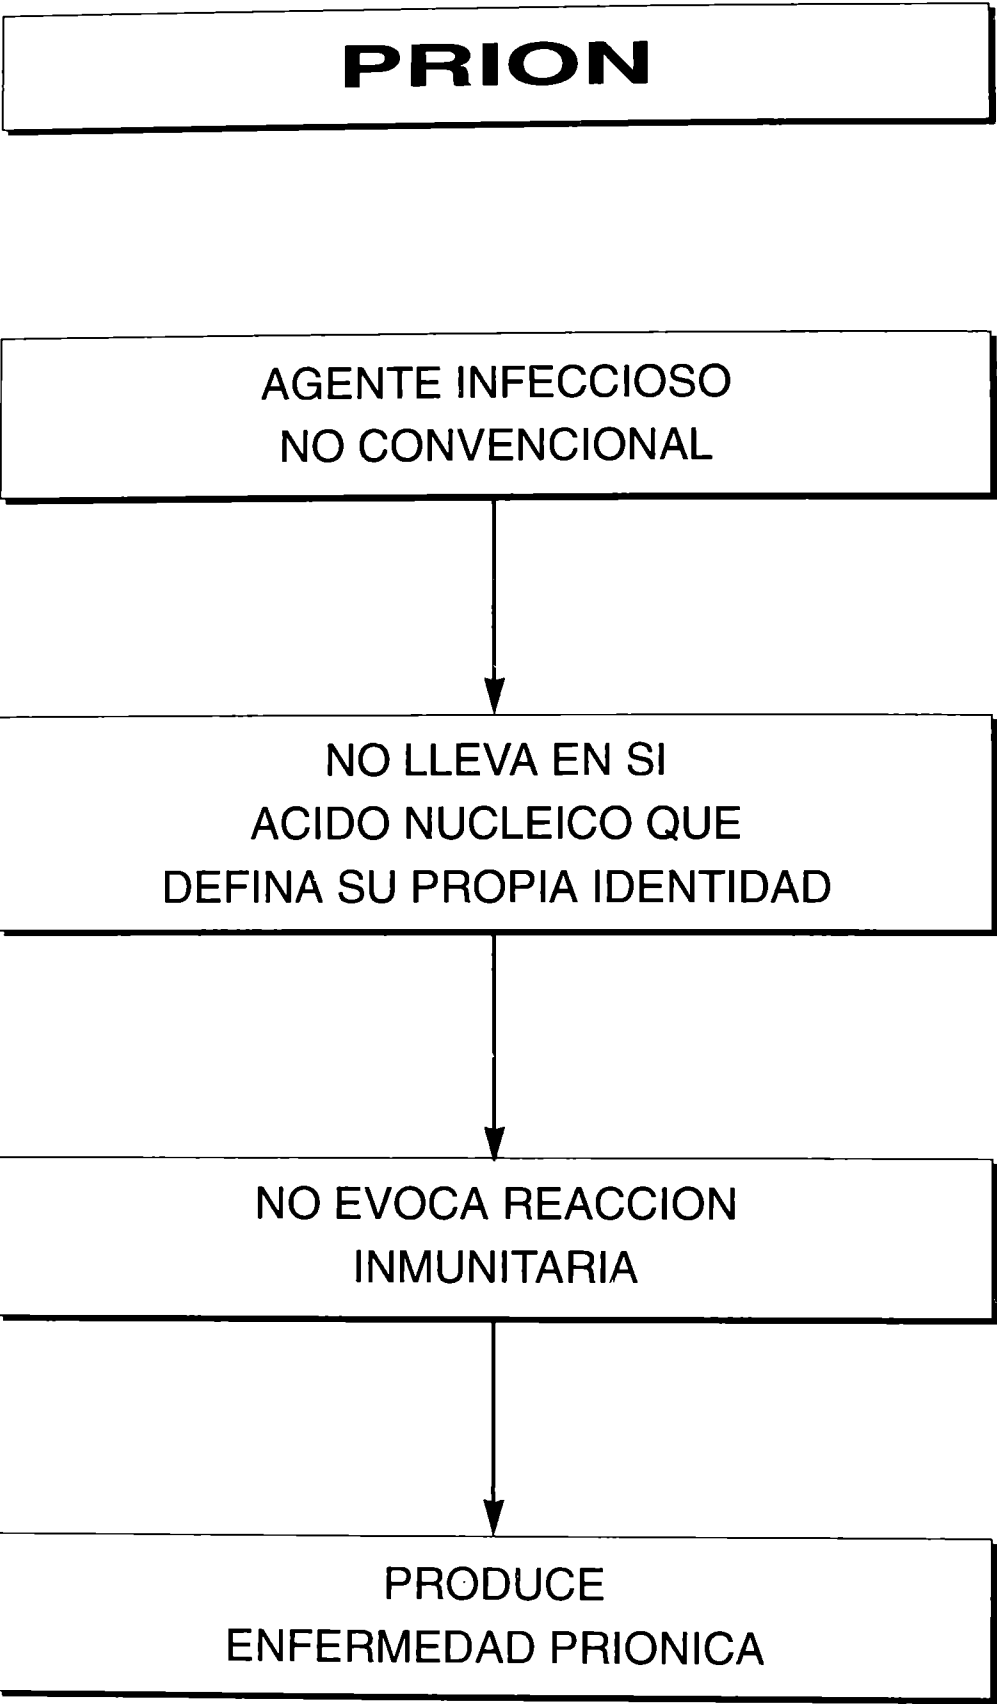 PRION
AGENTE INFECCIOSO
NO CONVENCIONAL
NO LLEVA EN SI
ACIDO NUCLEICO QUE
DEFINA SU PROPIA IDENTIDAD
NO EVOCA REACCION
INMUNITARIA
PRODUCE
ENFERMEDAD PRIONICA